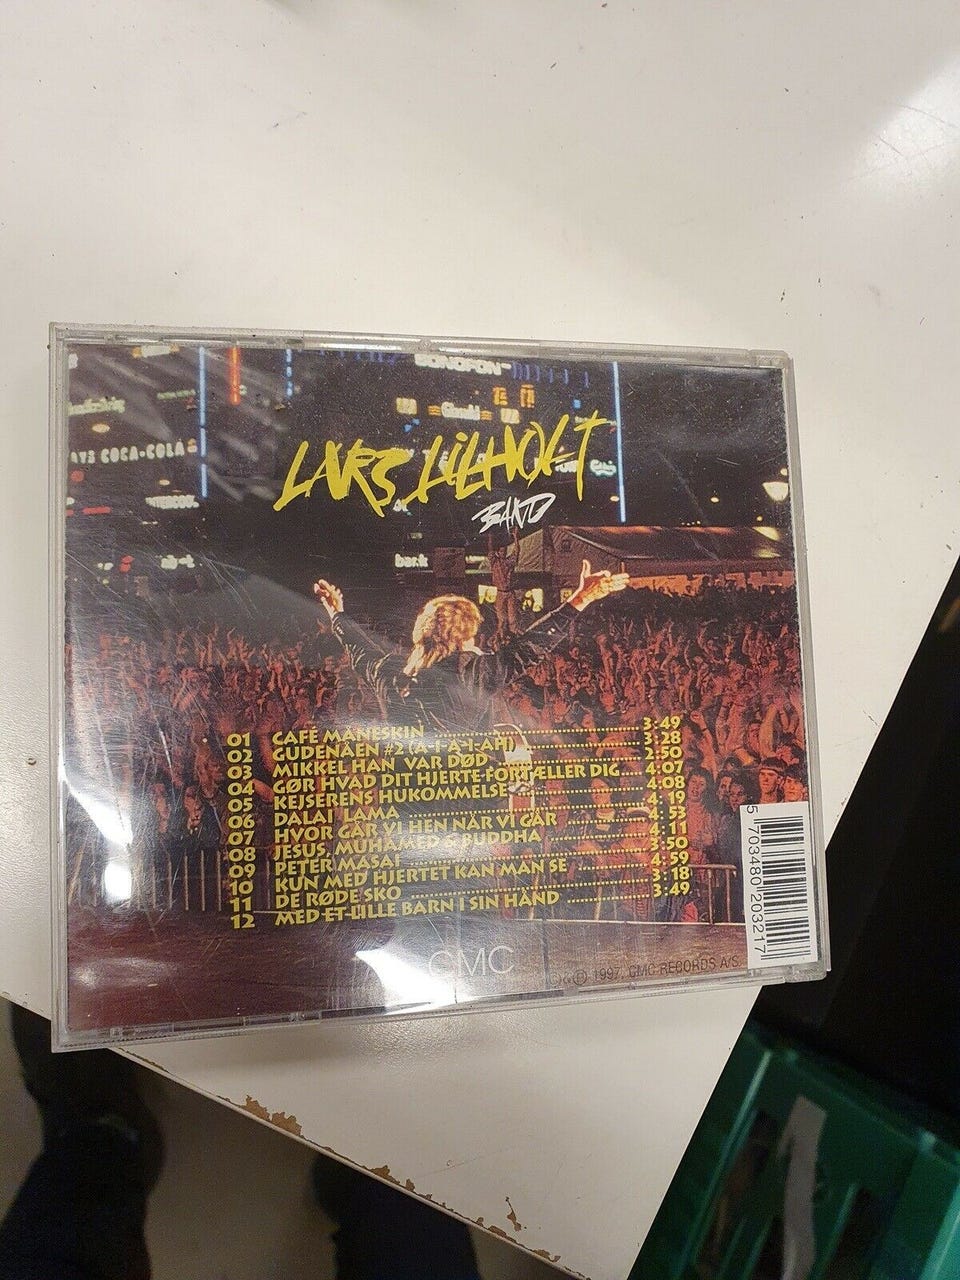 SONOFON
COCA-COLA
LARS LILHOLT
BAND
01 CAFÉ MÅNESKIN 3:49
02 GUDENÅEN #2 (A-I-A-I-AH) 3:28
03 MIKKEL HAN VAR DØD 2:50
04 GØR HVAD DIT HJERTE FORTÆLLER DIG 4:07
05 KEJSERENS HUKOMMELSE 4:08
06 DALAI LAMA 4:19
07 HVOR GÅR VI HEN NÅR VI GÅR 4:53
08 JESUS, MUHAMED & BUDDHA 4:11
09 PETER MASAI 3:50
10 KUN MED HJERTET KAN MAN SE 4:59
11 DE RØDE SKO 3:18
12 MED ET LILLE BARN I SIN HÅND 3:49
5 703480 203217
CMC
℗ & © 1997, CMC RECORDS A/S.